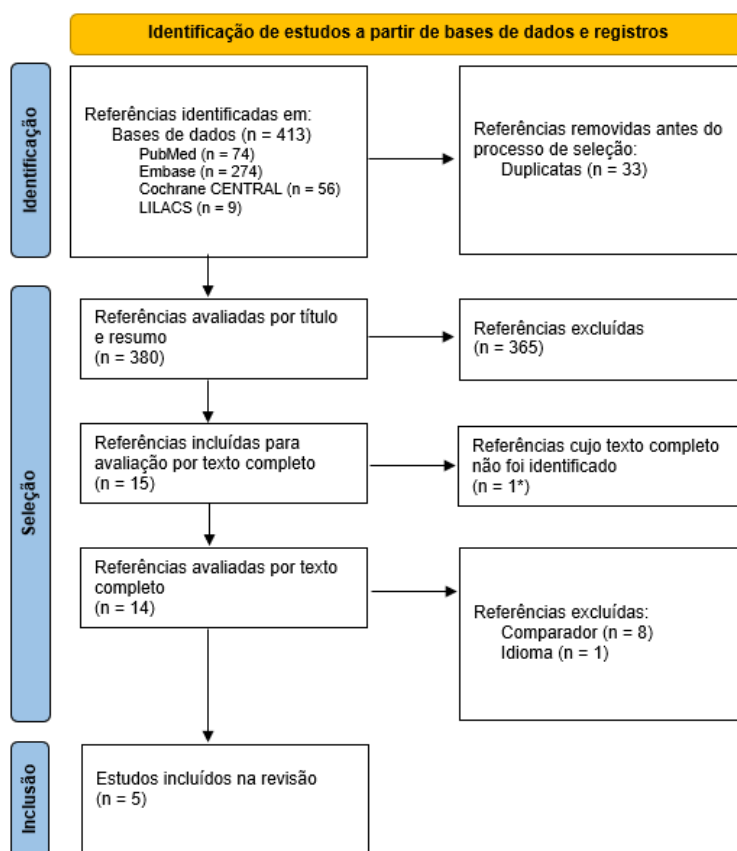 Identificação de estudos a partir de bases de dados e registros
Identificação
Referências identificadas em:
Bases de dados (n = 413)
PubMed (n = 74)
Embase (n = 274)
Cochrane CENTRAL (n = 56)
LILACS (n = 9)
Referências removidas antes do
processo de seleção:
Duplicatas (n = 33)
Seleção
Referências avaliadas por título
e resumo
(n = 380)
Referências excluídas
(n = 365)
Referências incluídas para
avaliação por texto completo
(n = 15)
Referências cujo texto completo
não foi identificado
(n = 1*)
Referências avaliadas por texto
completo
(n = 14)
Referências excluídas:
Comparador (n = 8)
Idioma (n = 1)
Inclusão
Estudos incluídos na revisão
(n = 5)